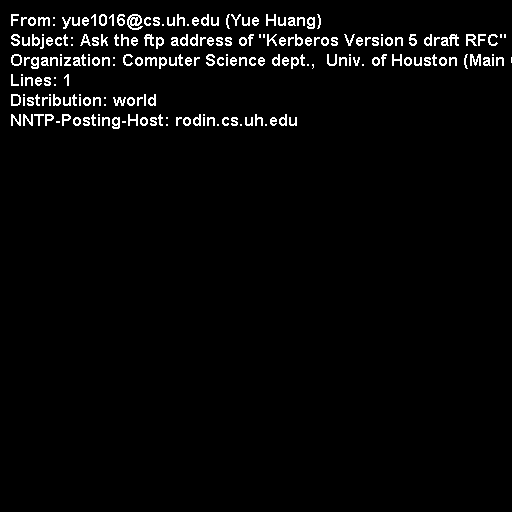 From: yue1016@cs.uh.edu (Yue Huang)
Subject: Ask the ftp address of "Kerberos Version 5 draft RFC"
Organization: Computer Science dept.,  Univ. of Houston (Main
Lines: 1
Distribution: world
NNTP-Posting-Host: rodin.cs.uh.edu